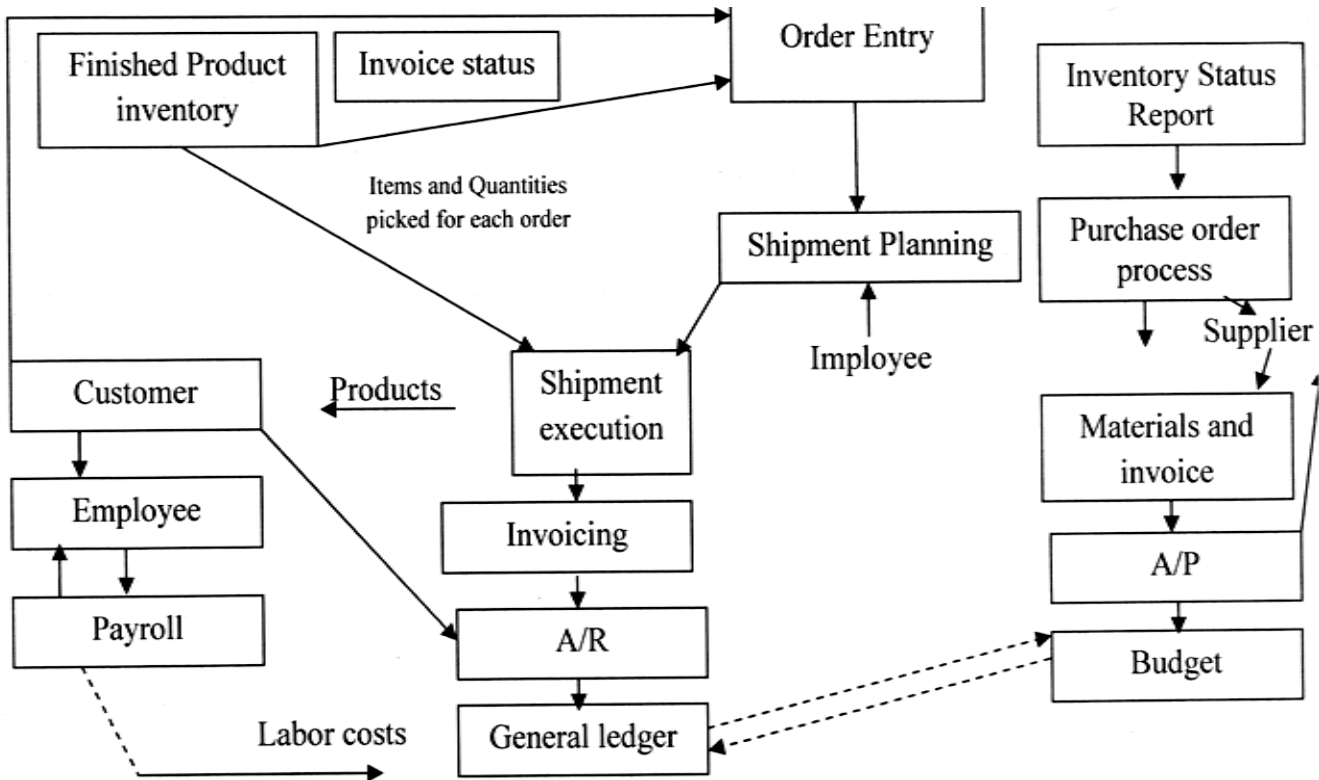 Order Entry
Finished Product
inventory
Invoice status
Inventory Status
Report
Items and Quantities
picked for each order
Shipment Planning
Purchase order
process
Imployee
Supplier
Customer
Products
Shipment
execution
Materials and
invoice
Employee
Invoicing
A/P
Payroll
A/R
Budget
Labor costs
General ledger